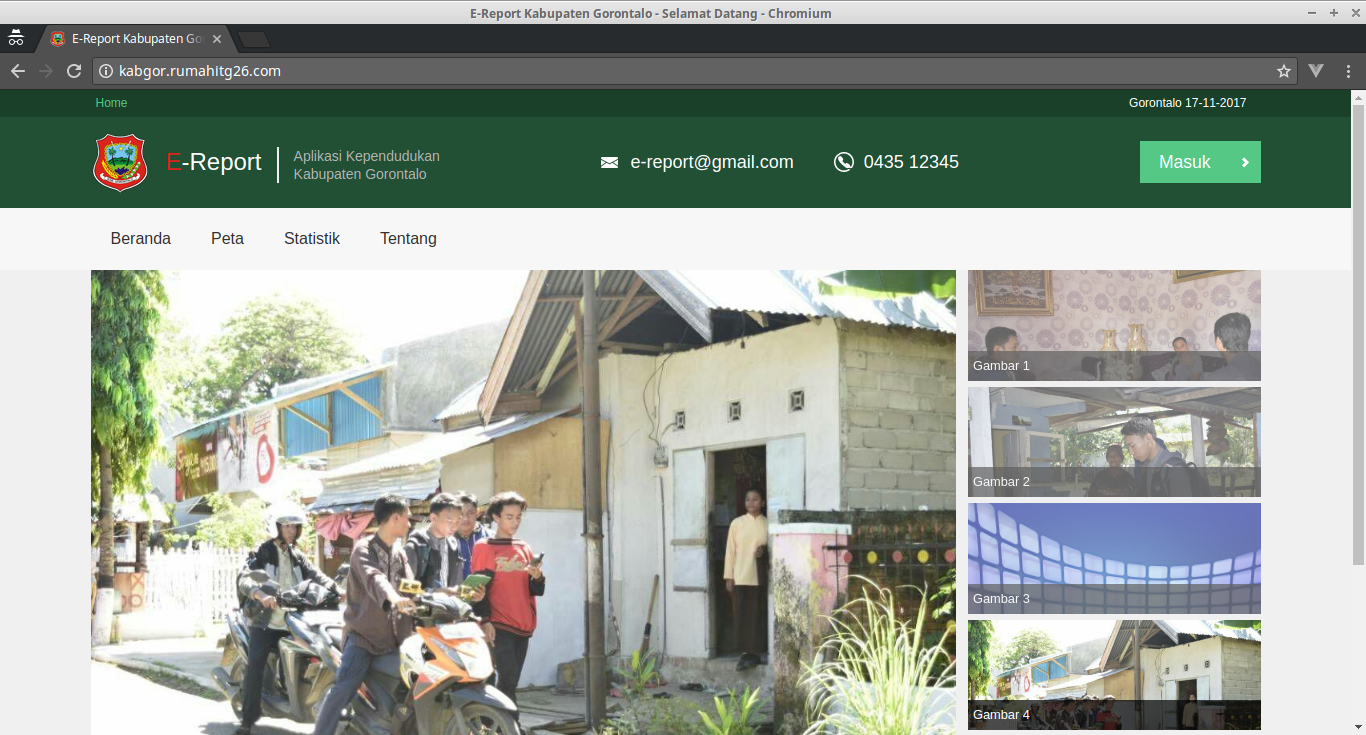 E-Report Kabupaten Gorontalo - Selamat Datang - Chromium
E-Report Kabupaten Go
kabgor.rumahitg26.com
Home
Gorontalo 17-11-2017
E-Report
Aplikasi Kependudukan
Kabupaten Gorontalo
e-report@gmail.com
0435 12345
Masuk
Beranda
Peta
Statistik
Tentang
Gambar 1
Gambar 2
Gambar 3
Gambar 4